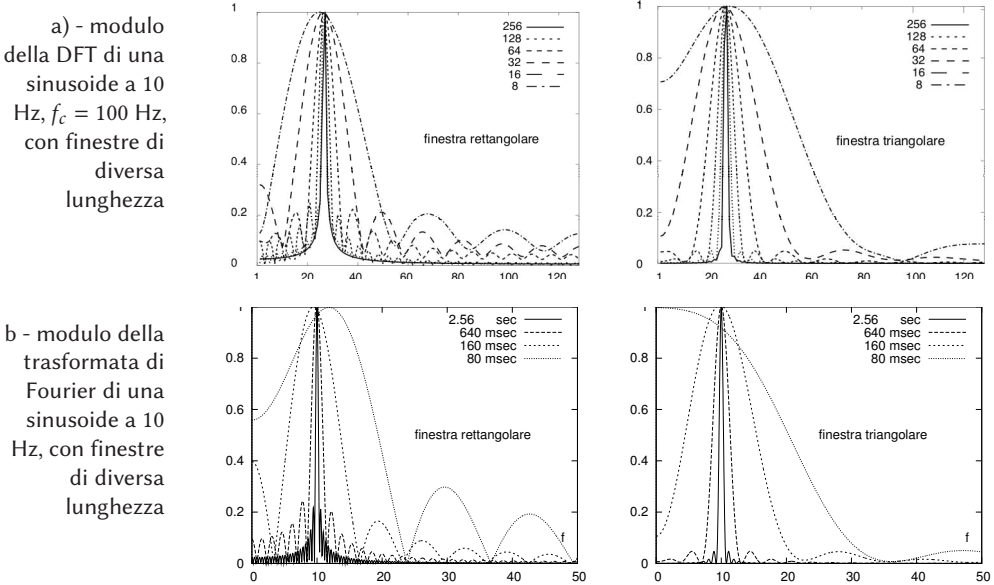 a) - modulo
della DFT di una
sinusoide a 10
Hz, f_c = 100 Hz,
con finestre di
diversa
lunghezza
1
0.8
0.6
0.4
0.2
0
1 20 40 60 80 100 120
256
128
64
32
16
8
finestra rettangolare
1
0.8
0.6
0.4
0.2
0
1 20 40 60 80 100 120
256
128
64
32
16
8
finestra triangolare
b - modulo della
trasformata di
Fourier di una
sinusoide a 10
Hz, con finestre
di diversa
lunghezza
0.8
0.6
0.4
0.2
0
0 10 20 30 40 50
2.56 sec
640 msec
160 msec
80 msec
finestra rettangolare
f
0.8
0.6
0.4
0.2
0
0 10 20 30 40 50
2.56 sec
640 msec
160 msec
80 msec
finestra triangolare
f